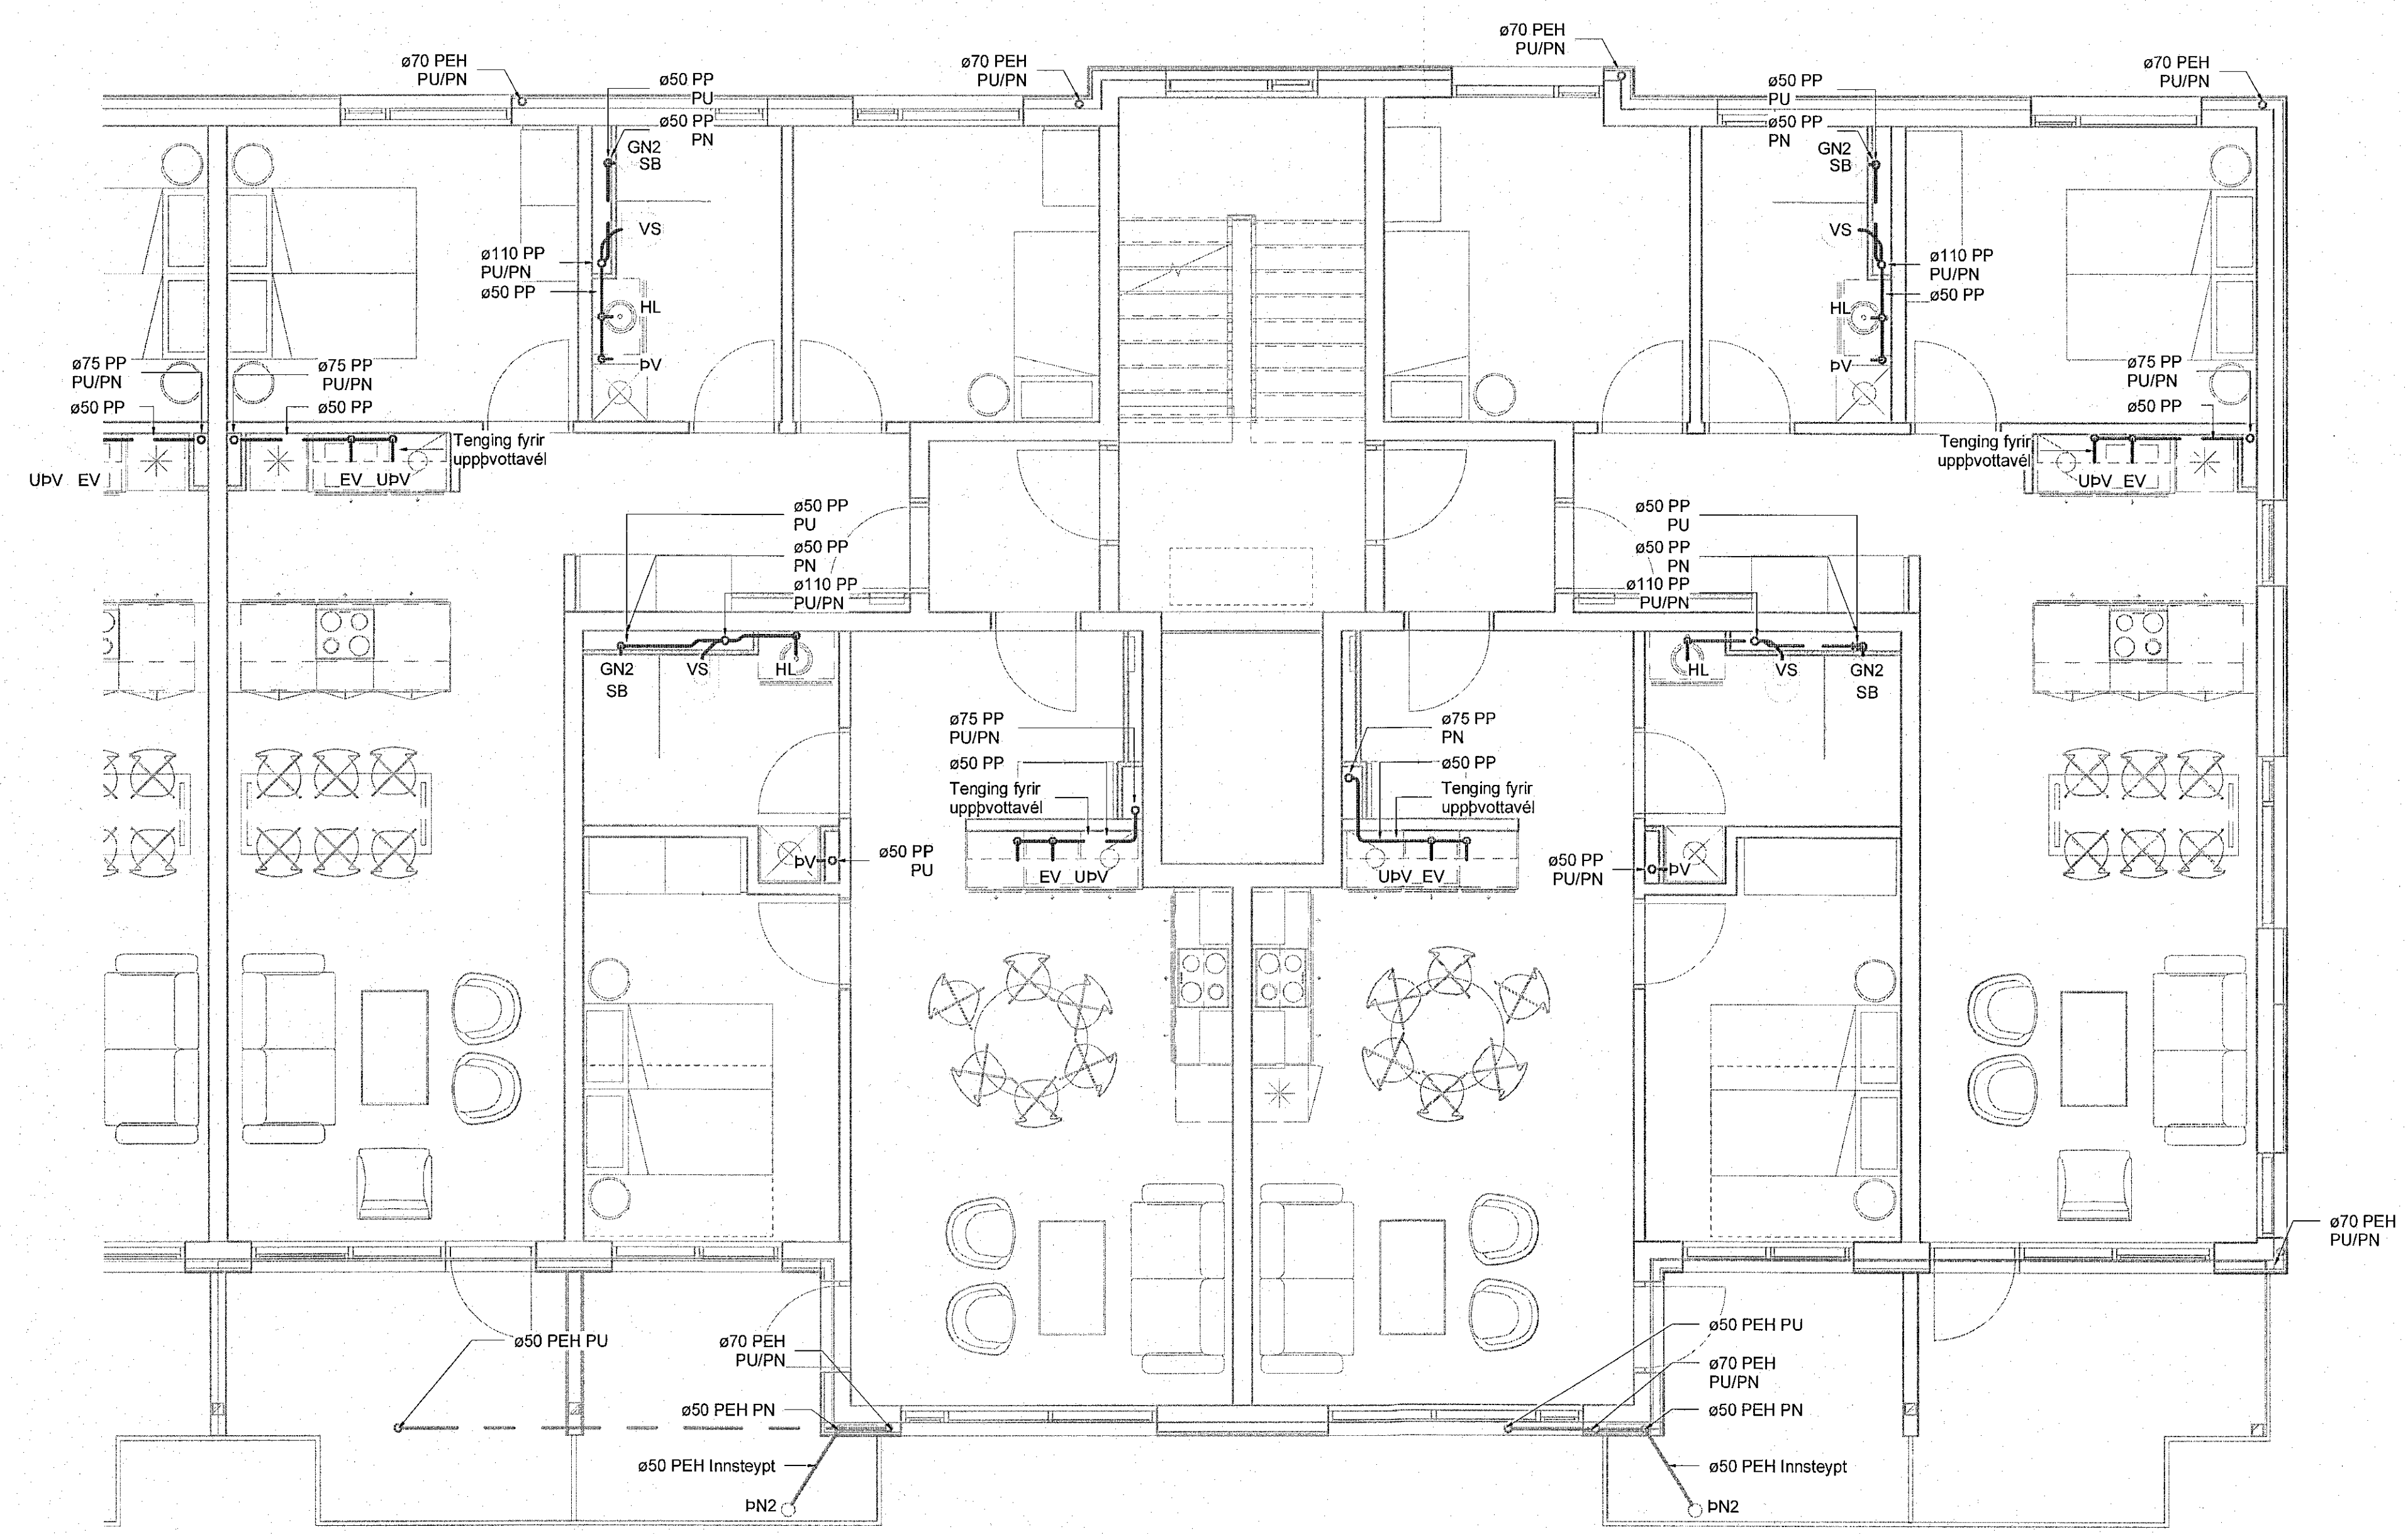 ø70 PEH
PU/PN
ø50 PP
PU
ø50 PP
PN
GN2
SB
VS
ø110 PP
PU/PN
ø50 PP
HL
ÞV
ø70 PEH
PU/PN
ø70 PEH
PU/PN
ø50 PP
PU
ø50 PP
PN
GN2
SB
VS
ø110 PP
PU/PN
ø50 PP
HL
ÞV
ø70 PEH
PU/PN
ø75 PP
PU/PN
ø50 PP
ø75 PP
PU/PN
ø50 PP
Tenging fyrir
uppþvottavél
UÞV EV
EV UÞV
ø75 PP
PU/PN
ø50 PP
Tenging fyrir
uppþvottavél
UÞV EV
ø50 PP
PU
ø50 PP
PN
ø110 PP
PU/PN
GN2
SB
VS
HL
ø50 PP
PU
ø50 PP
PN
ø110 PP
PU/PN
HL
VS
GN2
SB
ø75 PP
PU/PN
ø50 PP
Tenging fyrir
uppþvottavél
EV UÞV
ÞV
ø50 PP
PU
ø75 PP
PN
ø50 PP
Tenging fyrir
uppþvottavél
UÞV EV
ø50 PP
PU/PN
ÞV
ø70 PEH
PU/PN
ø50 PEH PU
ø70 PEH
PU/PN
ø50 PEH PN
ø50 PEH Innsteypt
ÞN2
ø50 PEH PU
ø70 PEH
PU/PN
ø50 PEH PN
ø50 PEH Innsteypt
ÞN2